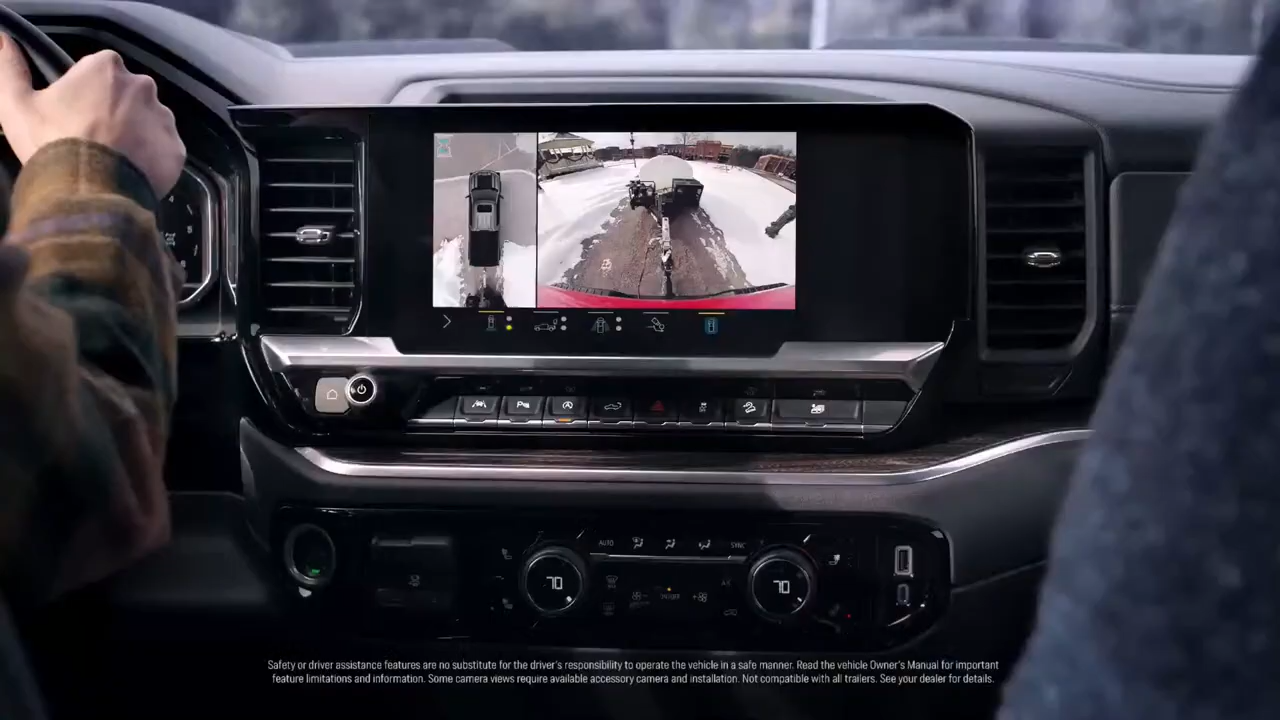 AUTO
SYNC
70
70
Safety or driver assistance features are no substitute for the driver's responsibility to operate the vehicle in a safe manner. Read the vehicle Owner's Manual for important
feature limitations and information. Some camera views require available accessory camera and installation. Not compatible with all trailers. See your dealer for details.